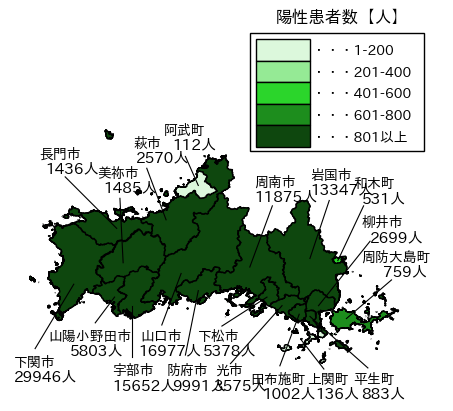 陽性患者数【人】
・・・1-200
・・・201-400
・・・401-600
・・・601-800
・・・801以上
阿武町
112人
萩市
2570人
長門市
1436人
美祢市
1485人
岩国市
13347人
和木町
531人
周南市
11875人
柳井市
2699人
周防大島町
759人
山陽小野田市
5803人
山口市
16977人
下松市
5378人
下関市
29946人
宇部市
15652人
防府市
9991人
光市
3575人
田布施町
1002人
上関町
136人
平生町
883人